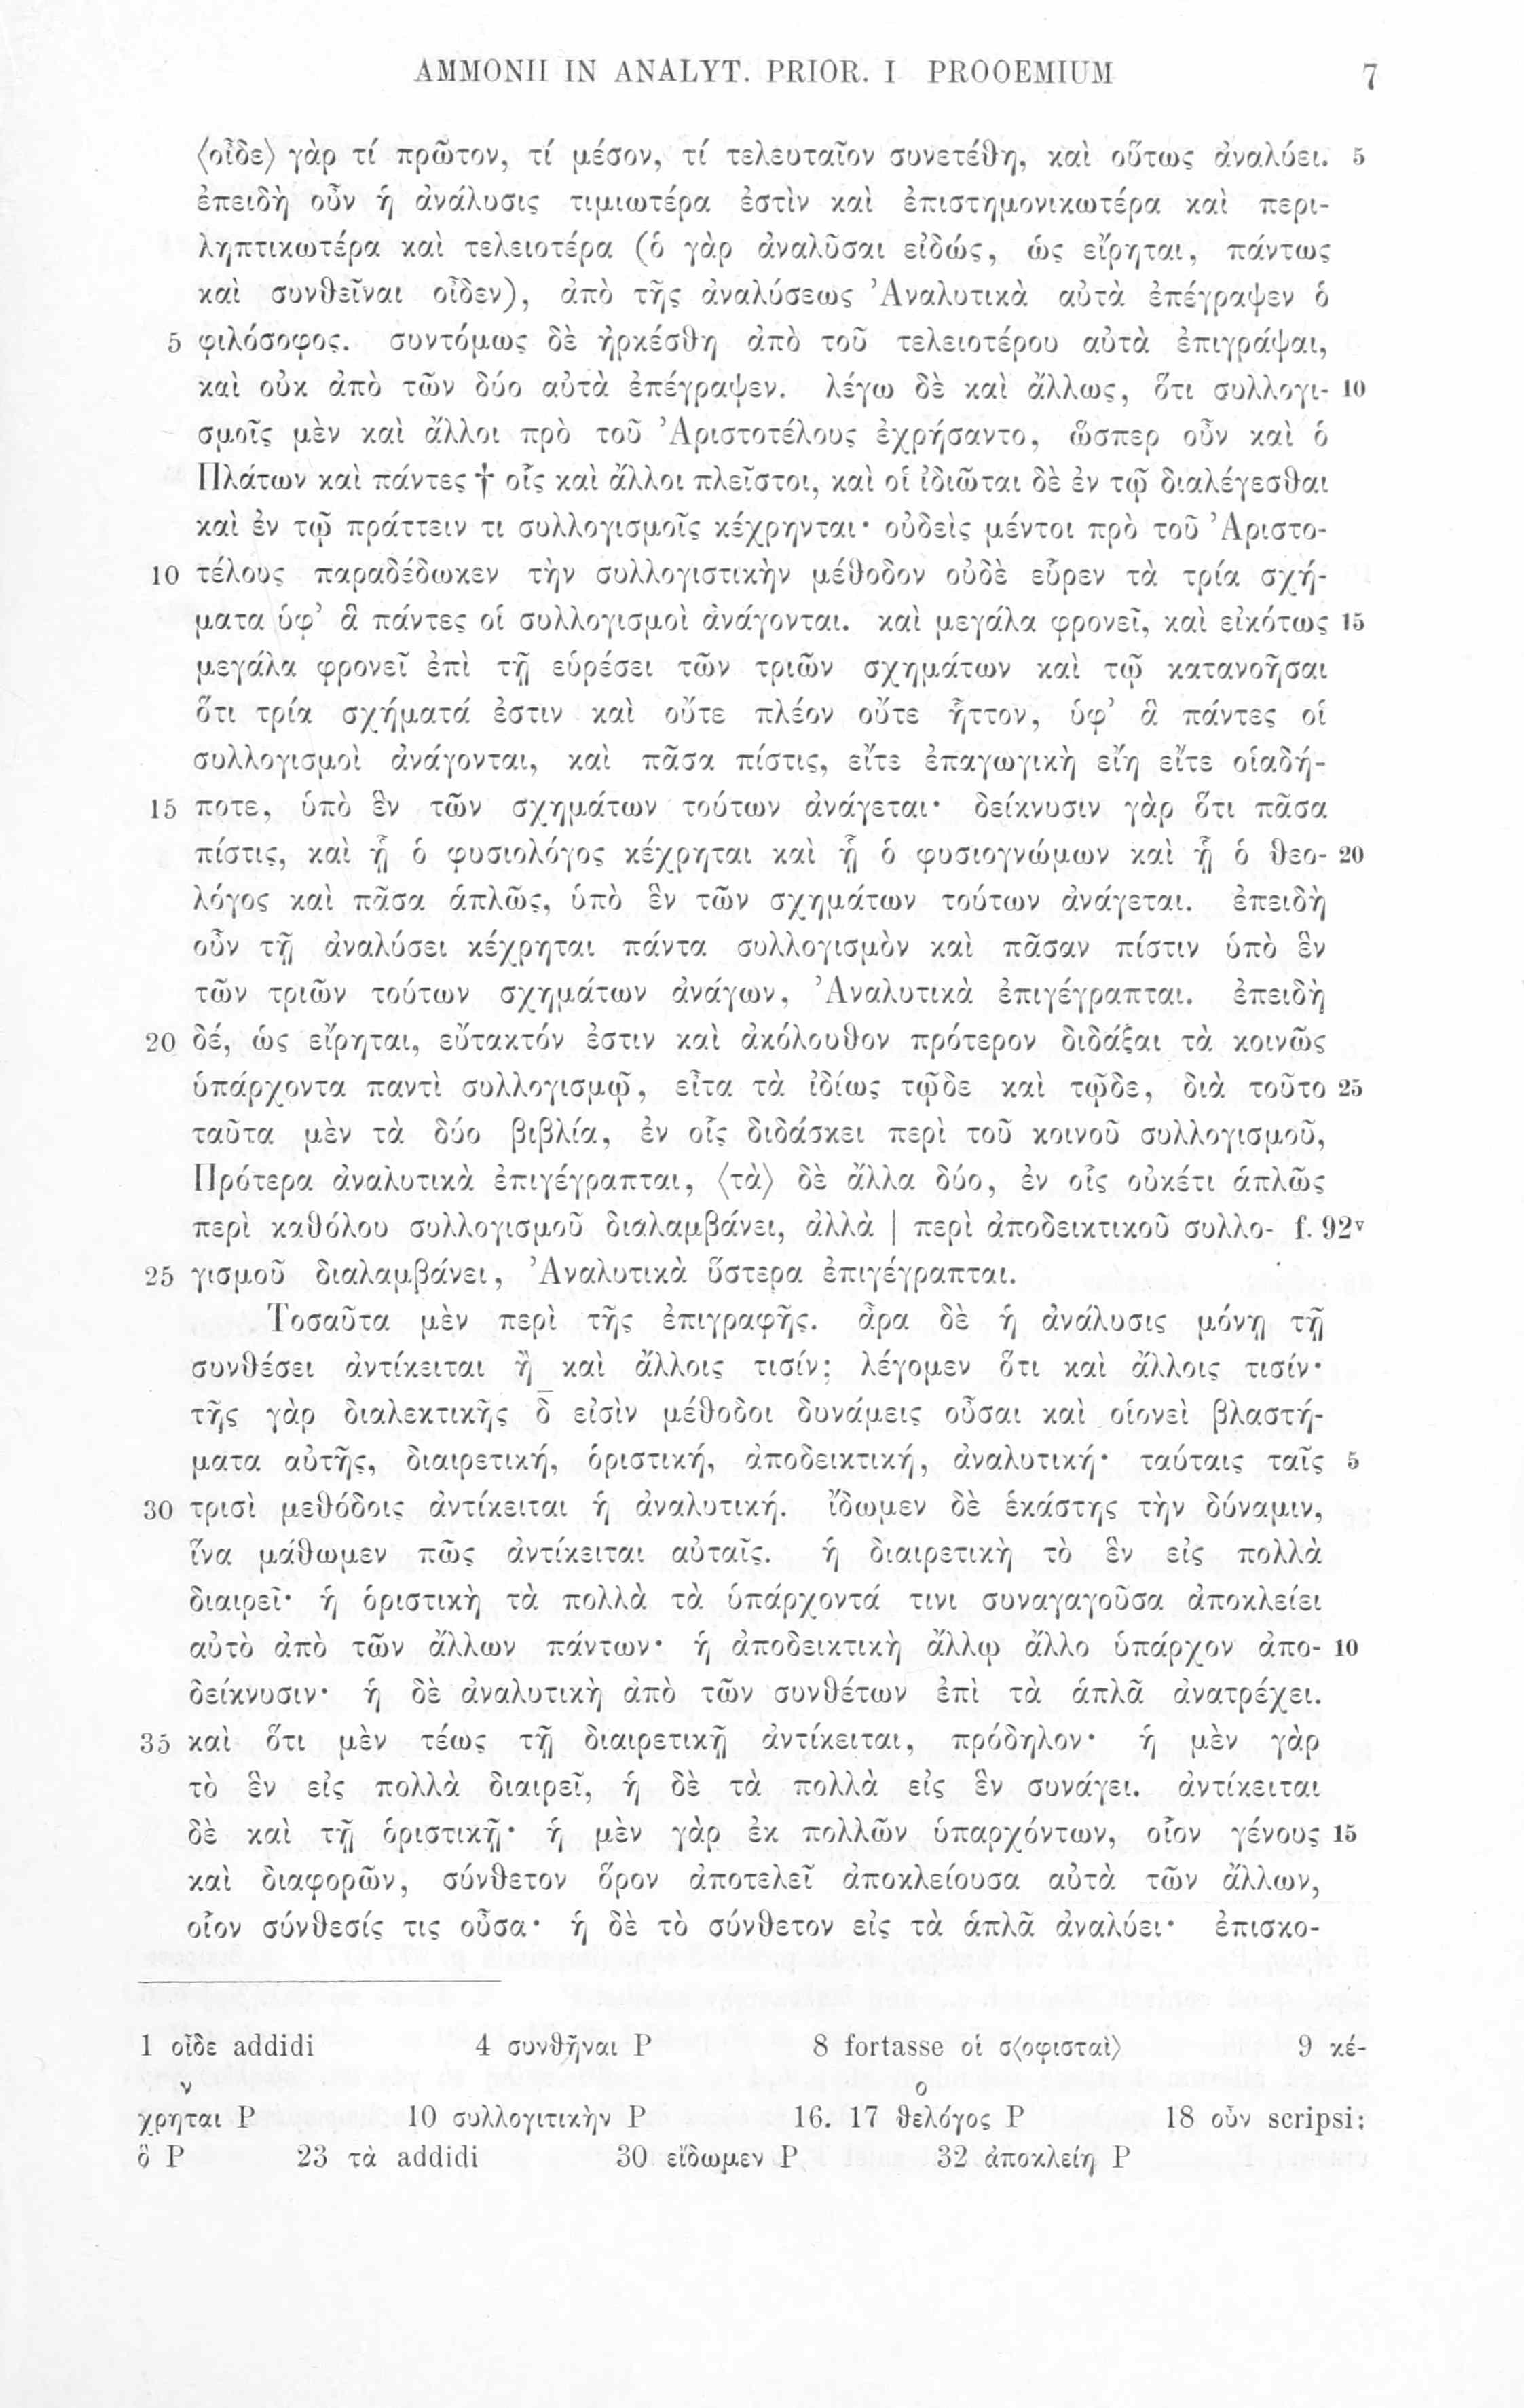 AMMONII IN ANALYT. PRIOR. I PROOEMIUM 7
⟨οἶδε⟩ γὰρ τί πρῶτον, τί μέσον, τί τελευταῖον συνετέθη, καὶ οὕτως ἀναλύει. 5
ἐπειδὴ οὖν ἡ ἀνάλυσις τιμιωτέρα ἐστὶν καὶ ἐπιστημονικωτέρα καὶ περι-
ληπτικωτέρα καὶ τελειοτέρα (ὁ γὰρ ἀναλῦσαι εἰδώς, ὡς εἴρηται, πάντως
καὶ συνθεῖναι οἶδεν), ἀπὸ τῆς ἀναλύσεως Ἀναλυτικὰ αὐτὰ ἐπέγραψεν ὁ
5 φιλόσοφος. συντόμως δὲ ἠρκέσθη ἀπὸ τοῦ τελειοτέρου αὐτὰ ἐπιγράψαι,
καὶ οὐκ ἀπὸ τῶν δύο αὐτὰ ἐπέγραψεν. λέγω δὲ καὶ ἄλλως, ὅτι συλλογι- 10
σμοῖς μὲν καὶ ἄλλοι πρὸ τοῦ Ἀριστοτέλους ἐχρήσαντο, ὥσπερ οὖν καὶ ὁ
Πλάτων καὶ πάντες † οἷς καὶ ἄλλοι πλεῖστοι, καὶ οἱ ἰδιῶται δὲ ἐν τῷ διαλέγεσθαι
καὶ ἐν τῷ πράττειν τι συλλογισμοῖς κέχρηνται· οὐδεὶς μέντοι πρὸ τοῦ Ἀριστο-
10 τέλους παραδέδωκεν τὴν συλλογιστικὴν μέθοδον οὐδὲ εὗρεν τὰ τρία σχή-
ματα ὑφ’ ἃ πάντες οἱ συλλογισμοὶ ἀνάγονται. καὶ μεγάλα φρονεῖ, καὶ εἰκότως 15
μεγάλα φρονεῖ ἐπὶ τῇ εὑρέσει τῶν τριῶν σχημάτων καὶ τῷ κατανοῆσαι
ὅτι τρία σχήματά ἐστιν καὶ οὔτε πλέον οὔτε ἧττον, ὑφ’ ἃ πάντες οἱ
συλλογισμοὶ ἀνάγονται, καὶ πᾶσα πίστις, εἴτε ἐπαγωγικὴ εἴη εἴτε οἱαδή-
15 ποτε, ὑπὸ ἓν τῶν σχημάτων τούτων ἀνάγεται· δείκνυσιν γὰρ ὅτι πᾶσα
πίστις, καὶ ᾗ ὁ φυσιολόγος κέχρηται καὶ ᾗ ὁ φυσιογνώμων καὶ ᾗ ὁ θεο- 20
λόγος καὶ πᾶσα ἁπλῶς, ὑπὸ ἓν τῶν σχημάτων τούτων ἀνάγεται. ἐπειδὴ
οὖν τῇ ἀναλύσει κέχρηται πάντα συλλογισμὸν καὶ πᾶσαν πίστιν ὑπὸ ἓν
τῶν τριῶν τούτων σχημάτων ἀνάγων, Ἀναλυτικὰ ἐπιγέγραπται. ἐπειδὴ
20 δέ, ὡς εἴρηται, εὔτακτόν ἐστιν καὶ ἀκόλουθον πρότερον διδάξαι τὰ κοινῶς
ὑπάρχοντα παντὶ συλλογισμῷ, εἶτα τὰ ἰδίως τῷδε καὶ τῷδε, διὰ τοῦτο 25
ταῦτα μὲν τὰ δύο βιβλία, ἐν οἷς διδάσκει περὶ τοῦ κοινοῦ συλλογισμοῦ,
Πρότερα ἀναλυτικὰ ἐπιγέγραπται, ⟨τὰ⟩ δὲ ἄλλα δύο, ἐν οἷς οὐκέτι ἁπλῶς
περὶ καθόλου συλλογισμοῦ διαλαμβάνει, ἀλλὰ | περὶ ἀποδεικτικοῦ συλλο- f. 92ᵛ
25 γισμοῦ διαλαμβάνει, Ἀναλυτικὰ ὕστερα ἐπιγέγραπται.
Τοσαῦτα μὲν περὶ τῆς ἐπιγραφῆς. ἆρα δὲ ἡ ἀνάλυσις μόνῃ τῇ
συνθέσει ἀντίκειται ἢ καὶ ἄλλοις τισίν; λέγομεν ὅτι καὶ ἄλλοις τισίν·
τῆς γὰρ διαλεκτικῆς δ̄ εἰσὶν μέθοδοι δυνάμεις οὖσαι καὶ οἱονεὶ βλαστή-
ματα αὐτῆς, διαιρετική, ὁριστική, ἀποδεικτική, ἀναλυτική· ταύταις ταῖς 5
30 τρισὶ μεθόδοις ἀντίκειται ἡ ἀναλυτική. ἴδωμεν δὲ ἑκάστης τὴν δύναμιν,
ἵνα μάθωμεν πῶς ἀντίκειται αὐταῖς. ἡ διαιρετικὴ τὸ ἓν εἰς πολλὰ
διαιρεῖ· ἡ ὁριστικὴ τὰ πολλὰ τὰ ὑπάρχοντά τινι συναγαγοῦσα ἀποκλείει
αὐτὸ ἀπὸ τῶν ἄλλων πάντων· ἡ ἀποδεικτικὴ ἄλλῳ ἄλλο ὑπάρχον ἀπο- 10
δείκνυσιν· ἡ δὲ ἀναλυτικὴ ἀπὸ τῶν συνθέτων ἐπὶ τὰ ἁπλᾶ ἀνατρέχει.
35 καὶ ὅτι μὲν τέως τῇ διαιρετικῇ ἀντίκειται, πρόδηλον· ἡ μὲν γὰρ
τὸ ἓν εἰς πολλὰ διαιρεῖ, ἡ δὲ τὰ πολλὰ εἰς ἓν συνάγει. ἀντίκειται
δὲ καὶ τῇ ὁριστικῇ· ἡ μὲν γὰρ ἐκ πολλῶν ὑπαρχόντων, οἷον γένους 15
καὶ διαφορῶν, σύνθετον ὅρον ἀποτελεῖ ἀποκλείουσα αὐτὰ τῶν ἄλλων,
οἷον σύνθεσίς τις οὖσα· ἡ δὲ τὸ σύνθετον εἰς τὰ ἁπλᾶ ἀναλύει· ἐπισκο-
1 οἶδε addidi 4 συνθῆναι P 8 fortasse οἱ σ⟨οφισταὶ⟩ 9 κέ-
ν ο
χρηται P 10 συλλογιτικὴν P 16. 17 θελόγος P 18 οὖν scripsi:
ὃ P 23 τὰ addidi 30 εἴδωμεν P 32 ἀποκλείη P